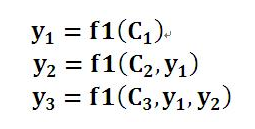 y₁ = f1(C₁)
y₂ = f1(C₂,y₁)
y₃ = f1(C₃,y₁,y₂)